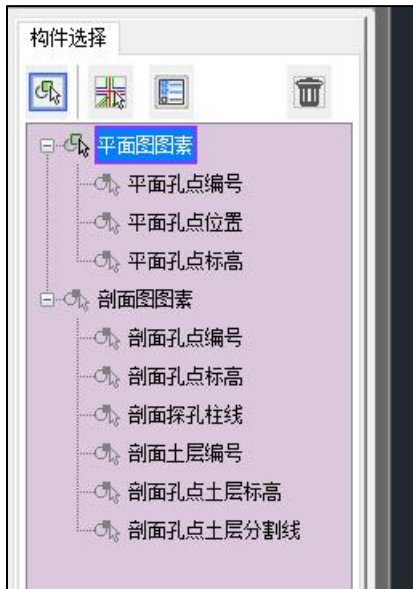 构件选择
平面图图素
平面孔点编号
平面孔点位置
平面孔点标高
剖面图图素
剖面孔点编号
剖面孔点标高
剖面探孔柱线
剖面土层编号
剖面孔点土层标高
剖面孔点土层分割线